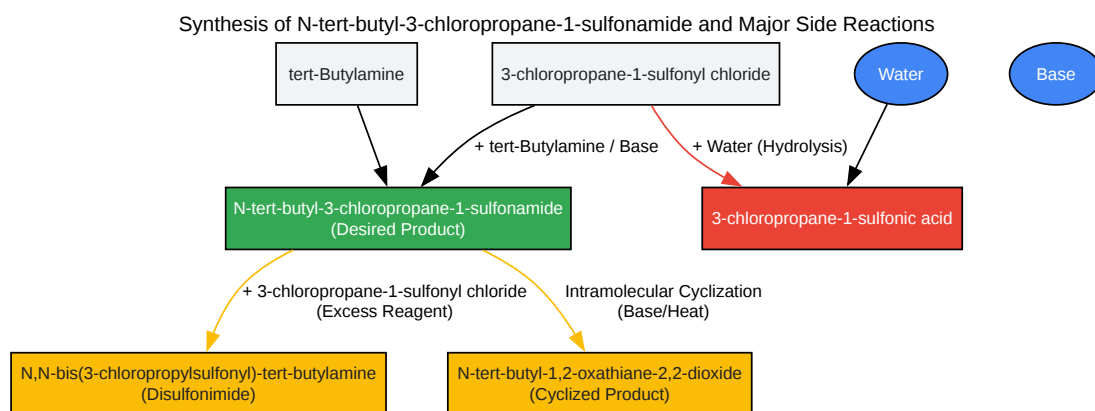 Synthesis of N-tert-butyl-3-chloropropane-1-sulfonamide and Major Side Reactions
tert-Butylamine
3-chloropropane-1-sulfonyl chloride
Water
Base
+ tert-Butylamine / Base
+ Water (Hydrolysis)
N-tert-butyl-3-chloropropane-1-sulfonamide
(Desired Product)
3-chloropropane-1-sulfonic acid
+ 3-chloropropane-1-sulfonyl chloride
(Excess Reagent)
Intramolecular Cyclization
(Base/Heat)
N,N-bis(3-chloropropylsulfonyl)-tert-butylamine
(Disulfonimide)
N-tert-butyl-1,2-oxathiane-2,2-dioxide
(Cyclized Product)